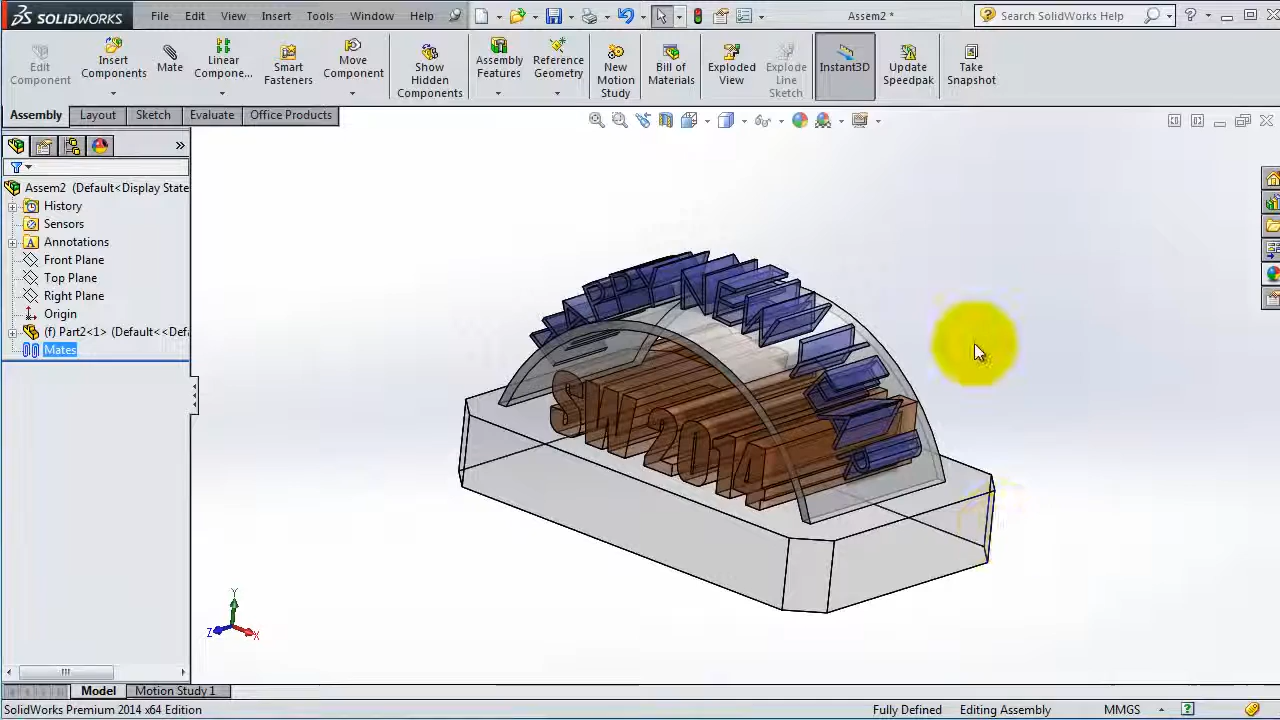 SOLIDWORKS File Edit View Insert Tools Window Help Assem2 * Search SolidWorks Help
Edit Component
Insert Components
Mate
Linear Compone...
Smart Fasteners
Move Component
Show Hidden Components
Assembly Features
Reference Geometry
New Motion Study
Bill of Materials
Exploded View
Explode Line Sketch
Instant3D
Update Speedpak
Take Snapshot
Assembly Layout Sketch Evaluate Office Products
Assem2 (Default<Display State
History
Sensors
Annotations
Front Plane
Top Plane
Right Plane
Origin
(f) Part2<1> (Default<<Def
Mates
SW 2014
Y
Z
X
Model Motion Study 1
SolidWorks Premium 2014 x64 Edition Fully Defined Editing Assembly MMGS